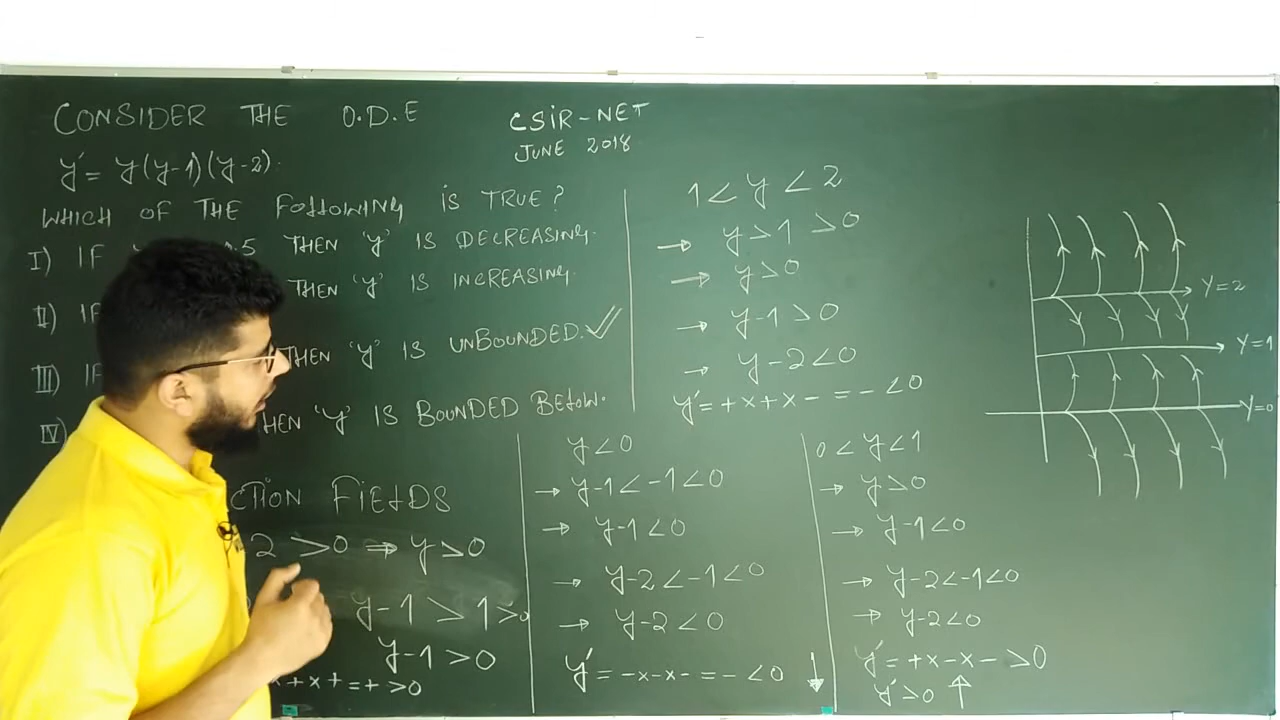 CONSIDER THE O.D.E
CSIR-NET
JUNE 2018
y' = y(y-1)(y-2).
WHICH OF THE FOLLOWING IS TRUE?
I) IF .5 THEN 'y' IS DECREASING.
II) IF THEN 'y' IS INCREASING.
III) IF THEN 'y' IS UNBOUNDED. ✓
IV) THEN 'y' IS BOUNDED BELOW.
CTION FIELDS
2 >0 ⇒ y>0
y-1 > 1>0
y-1>0
+x+ = + >0
1<y<2
→ y>1 >0
→ y>0
→ y-1>0
→ y-2<0
y' = +x+x- = - <0
y<0
→ y-1<-1<0
→ y-1<0
→ y-2<-1<0
→ y-2<0
y' = -x-x- = - <0 ↓
0<y<1
→ y>0
→ y-1<0
→ y-2<-1<0
→ y-2<0
y' = +x-x- >0
y'>0 ↑
Y=2
Y=1
Y=0